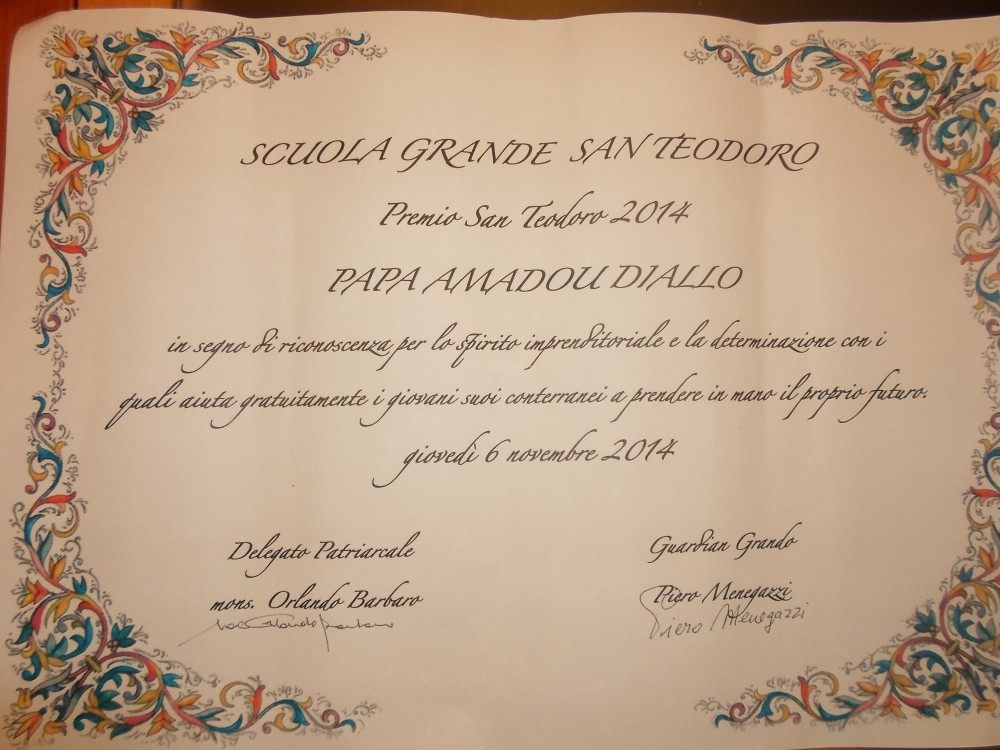 SCUOLA GRANDE SAN TEODORO
Premio San Teodoro 2014
PAPA AMADOU DIALLO
in segno di riconoscenza per lo spirito imprenditoriale e la determinazione con i
quali aiuta gratuitamente i giovani suoi conterranei a prendere in mano il proprio futuro.
giovedì 6 novembre 2014
Delegato Patriarcale
mons. Orlando Barbaro
Guardian Grando
Piero Menegazzi
Piero Menegazzi